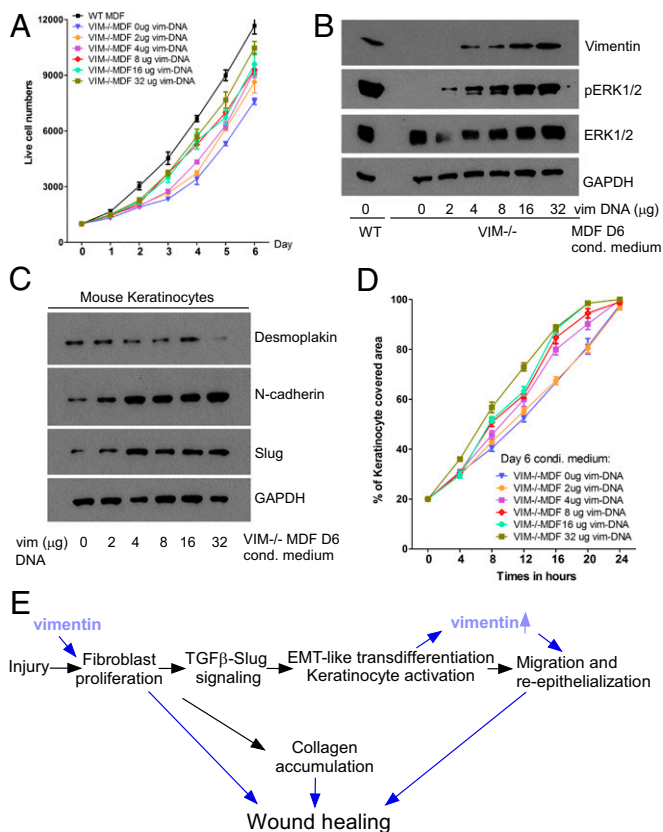 A
12000
9000
6000
3000
0
Live cell numbers
WT MDF
VIM-/-MDF 0ug vim-DNA
VIM-/-MDF 2ug vim-DNA
VIM-/-MDF 4ug vim-DNA
VIM-/-MDF 8 ug vim-DNA
VIM-/-MDF16 ug vim-DNA
VIM-/-MDF 32 ug vim-DNA
0 1 2 3 4 5 6 Day
B
Vimentin
pERK1/2
ERK1/2
GAPDH
0 0 2 4 8 16 32 vim DNA (µg)
WT VIM-/- MDF D6
cond. medium
C
Mouse Keratinocytes
Desmoplakin
N-cadherin
Slug
GAPDH
vim (µg) 0 2 4 8 16 32 VIM-/- MDF D6
DNA cond. medium
D
100
80
60
40
20
0
% of Keratinocyte covered area
Day 6 condi. medium:
VIM-/-MDF 0ug vim-DNA
VIM-/-MDF 2ug vim-DNA
VIM-/-MDF 4ug vim-DNA
VIM-/-MDF 8 ug vim-DNA
VIM-/-MDF16 ug vim-DNA
VIM-/-MDF 32 ug vim-DNA
0 4 8 12 16 20 24
Times in hours
E
vimentin vimentin
Injury Fibroblast TGFβ-Slug EMT-like transdifferentiation Migration and
proliferation signaling Keratinocyte activation re-epithelialization
Collagen
accumulation
Wound healing